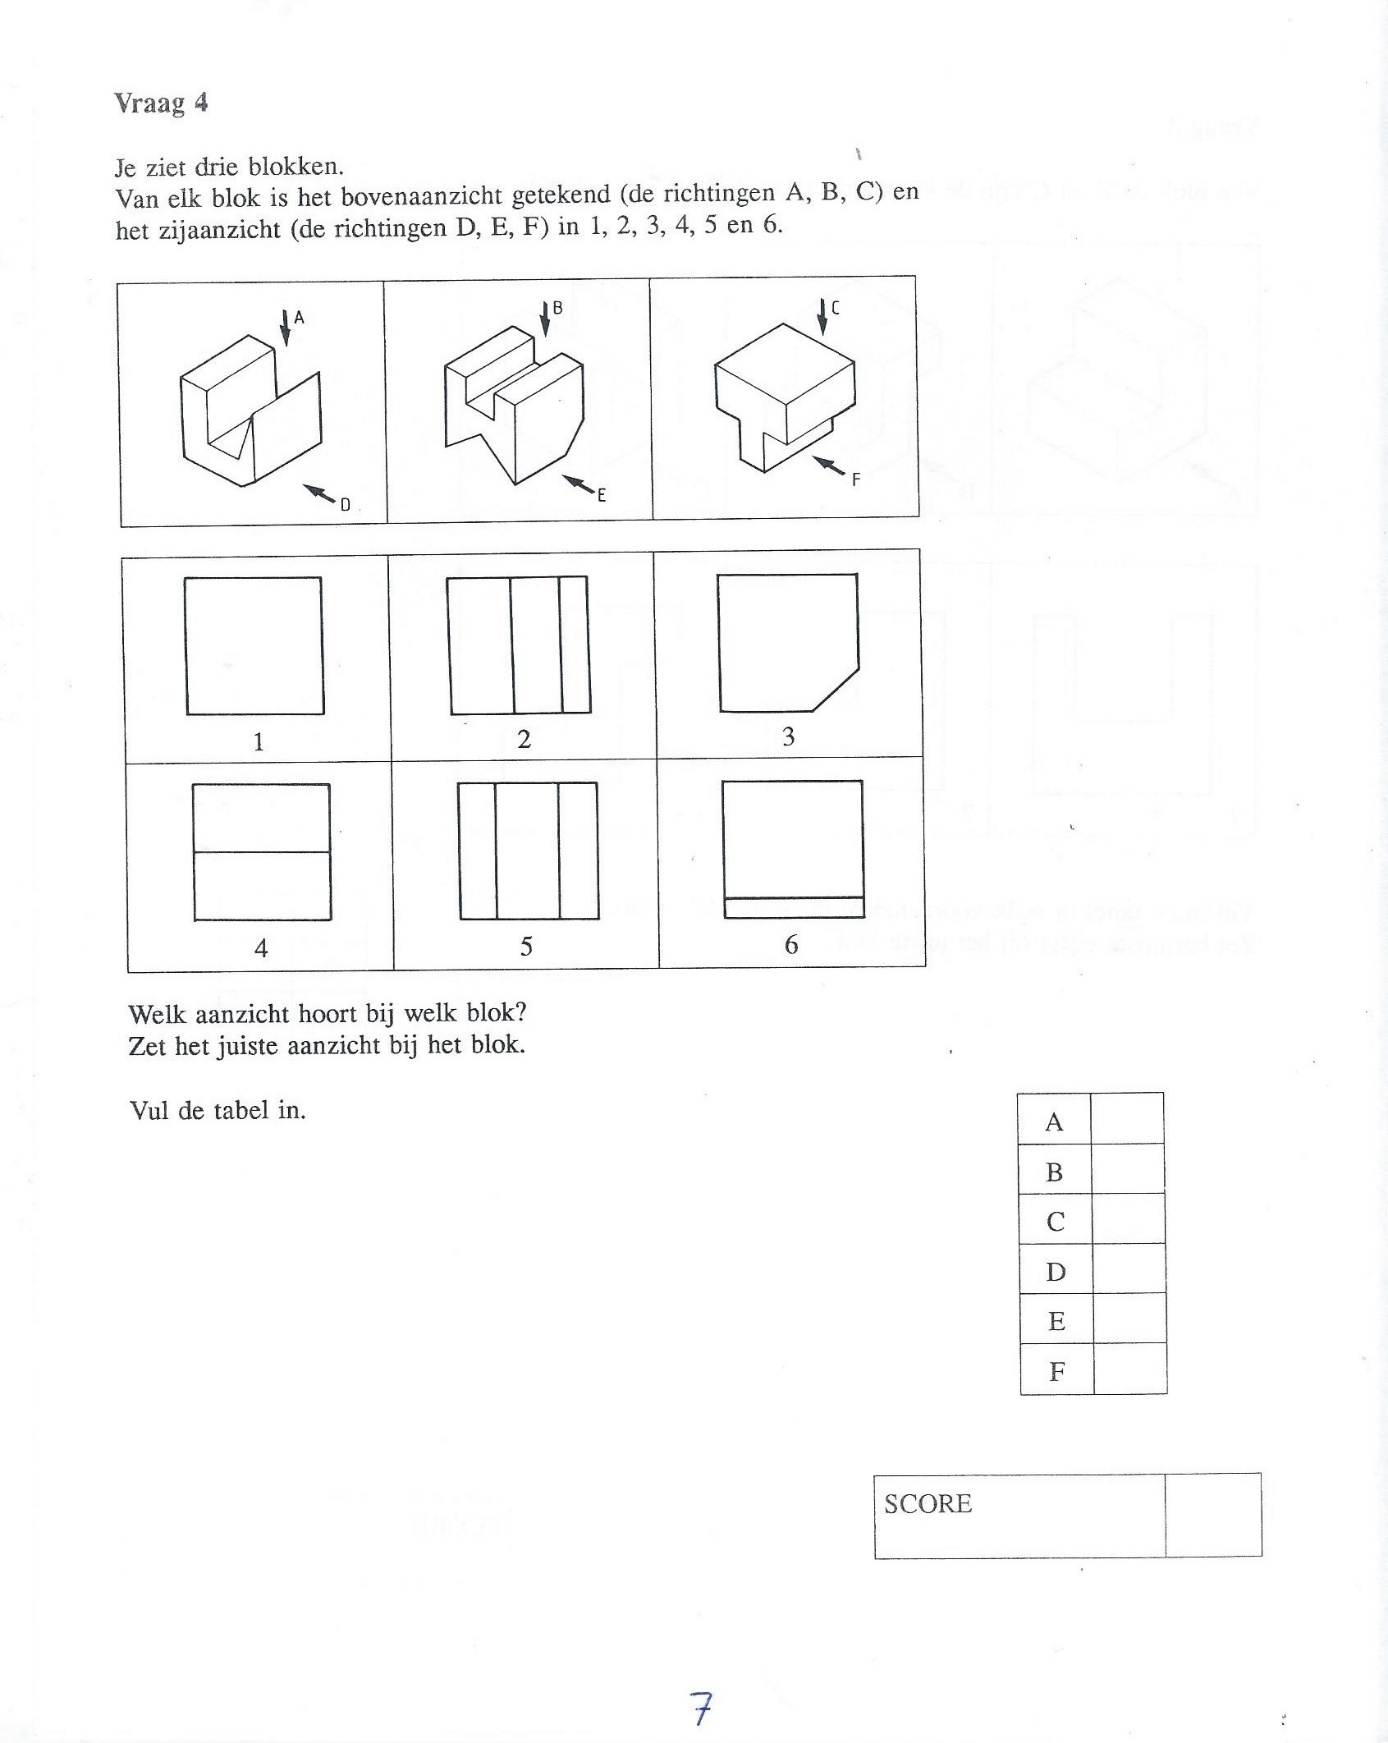 Vraag 4
Je ziet drie blokken.
Van elk blok is het bovenaanzicht getekend (de richtingen A, B, C) en
het zijaanzicht (de richtingen D, E, F) in 1, 2, 3, 4, 5 en 6.
A
B
C
D
E
F
1
2
3
4
5
6
Welk aanzicht hoort bij welk blok?
Zet het juiste aanzicht bij het blok.
Vul de tabel in.
A
B
C
D
E
F
SCORE
7